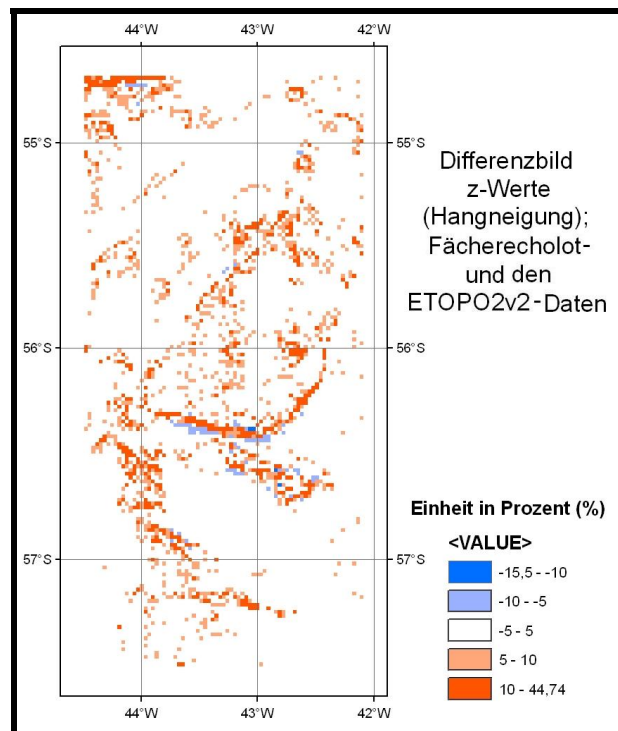 44°W 43°W 42°W
55°S 55°S
Differenzbild
z-Werte
(Hangneigung);
Fächerecholot-
und den
ETOPO2v2-Daten
56°S 56°S
Einheit in Prozent (%)
<VALUE>
57°S 57°S
-15,5 - -10
-10 - -5
-5 - 5
5 - 10
10 - 44,74
44°W 43°W 42°W